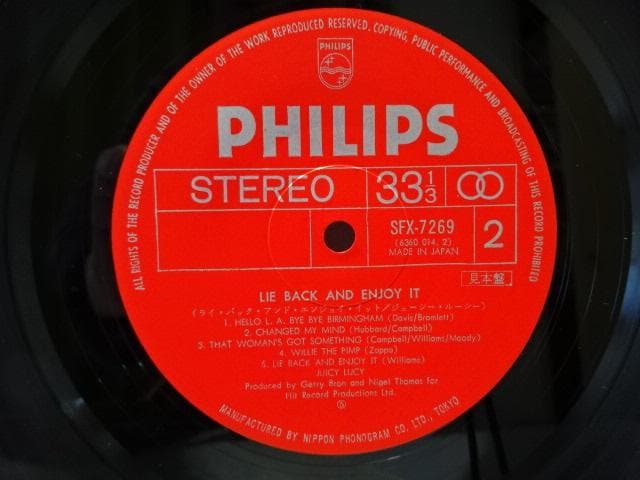 ALL RIGHTS OF THE RECORD PRODUCER AND OF THE OWNER OF THE WORK REPRODUCED RESERVED. COPYING, PUBLIC PERFORMANCE AND BROADCASTING OF THIS RECORD PROHIBITED
PHILIPS
PHILIPS
STEREO 33 1/3
SFX-7269
(6360 014. 2)
MADE IN JAPAN
2
見本盤
LIE BACK AND ENJOY IT
(ライ・バック・アンド・エンジョイ・イット/ジューシー・ルーシー)
1. HELLO L. A. BYE BYE BIRMINGHAM (Davis/Bramlett)
2. CHANGED MY MIND (Hubbard/Campbell)
3. THAT WOMAN'S GOT SOMETHING (Campbell/Williams/Moody)
4. WILLIE THE PIMP (Zappa)
5. LIE BACK AND ENJOY IT (Williams)
JUICY LUCY
Produced by Gerry Bron and Nigel Thomas for
Hit Record Productions Ltd.
MANUFACTURED BY NIPPON PHONOGRAM CO. LTD., TOKYO